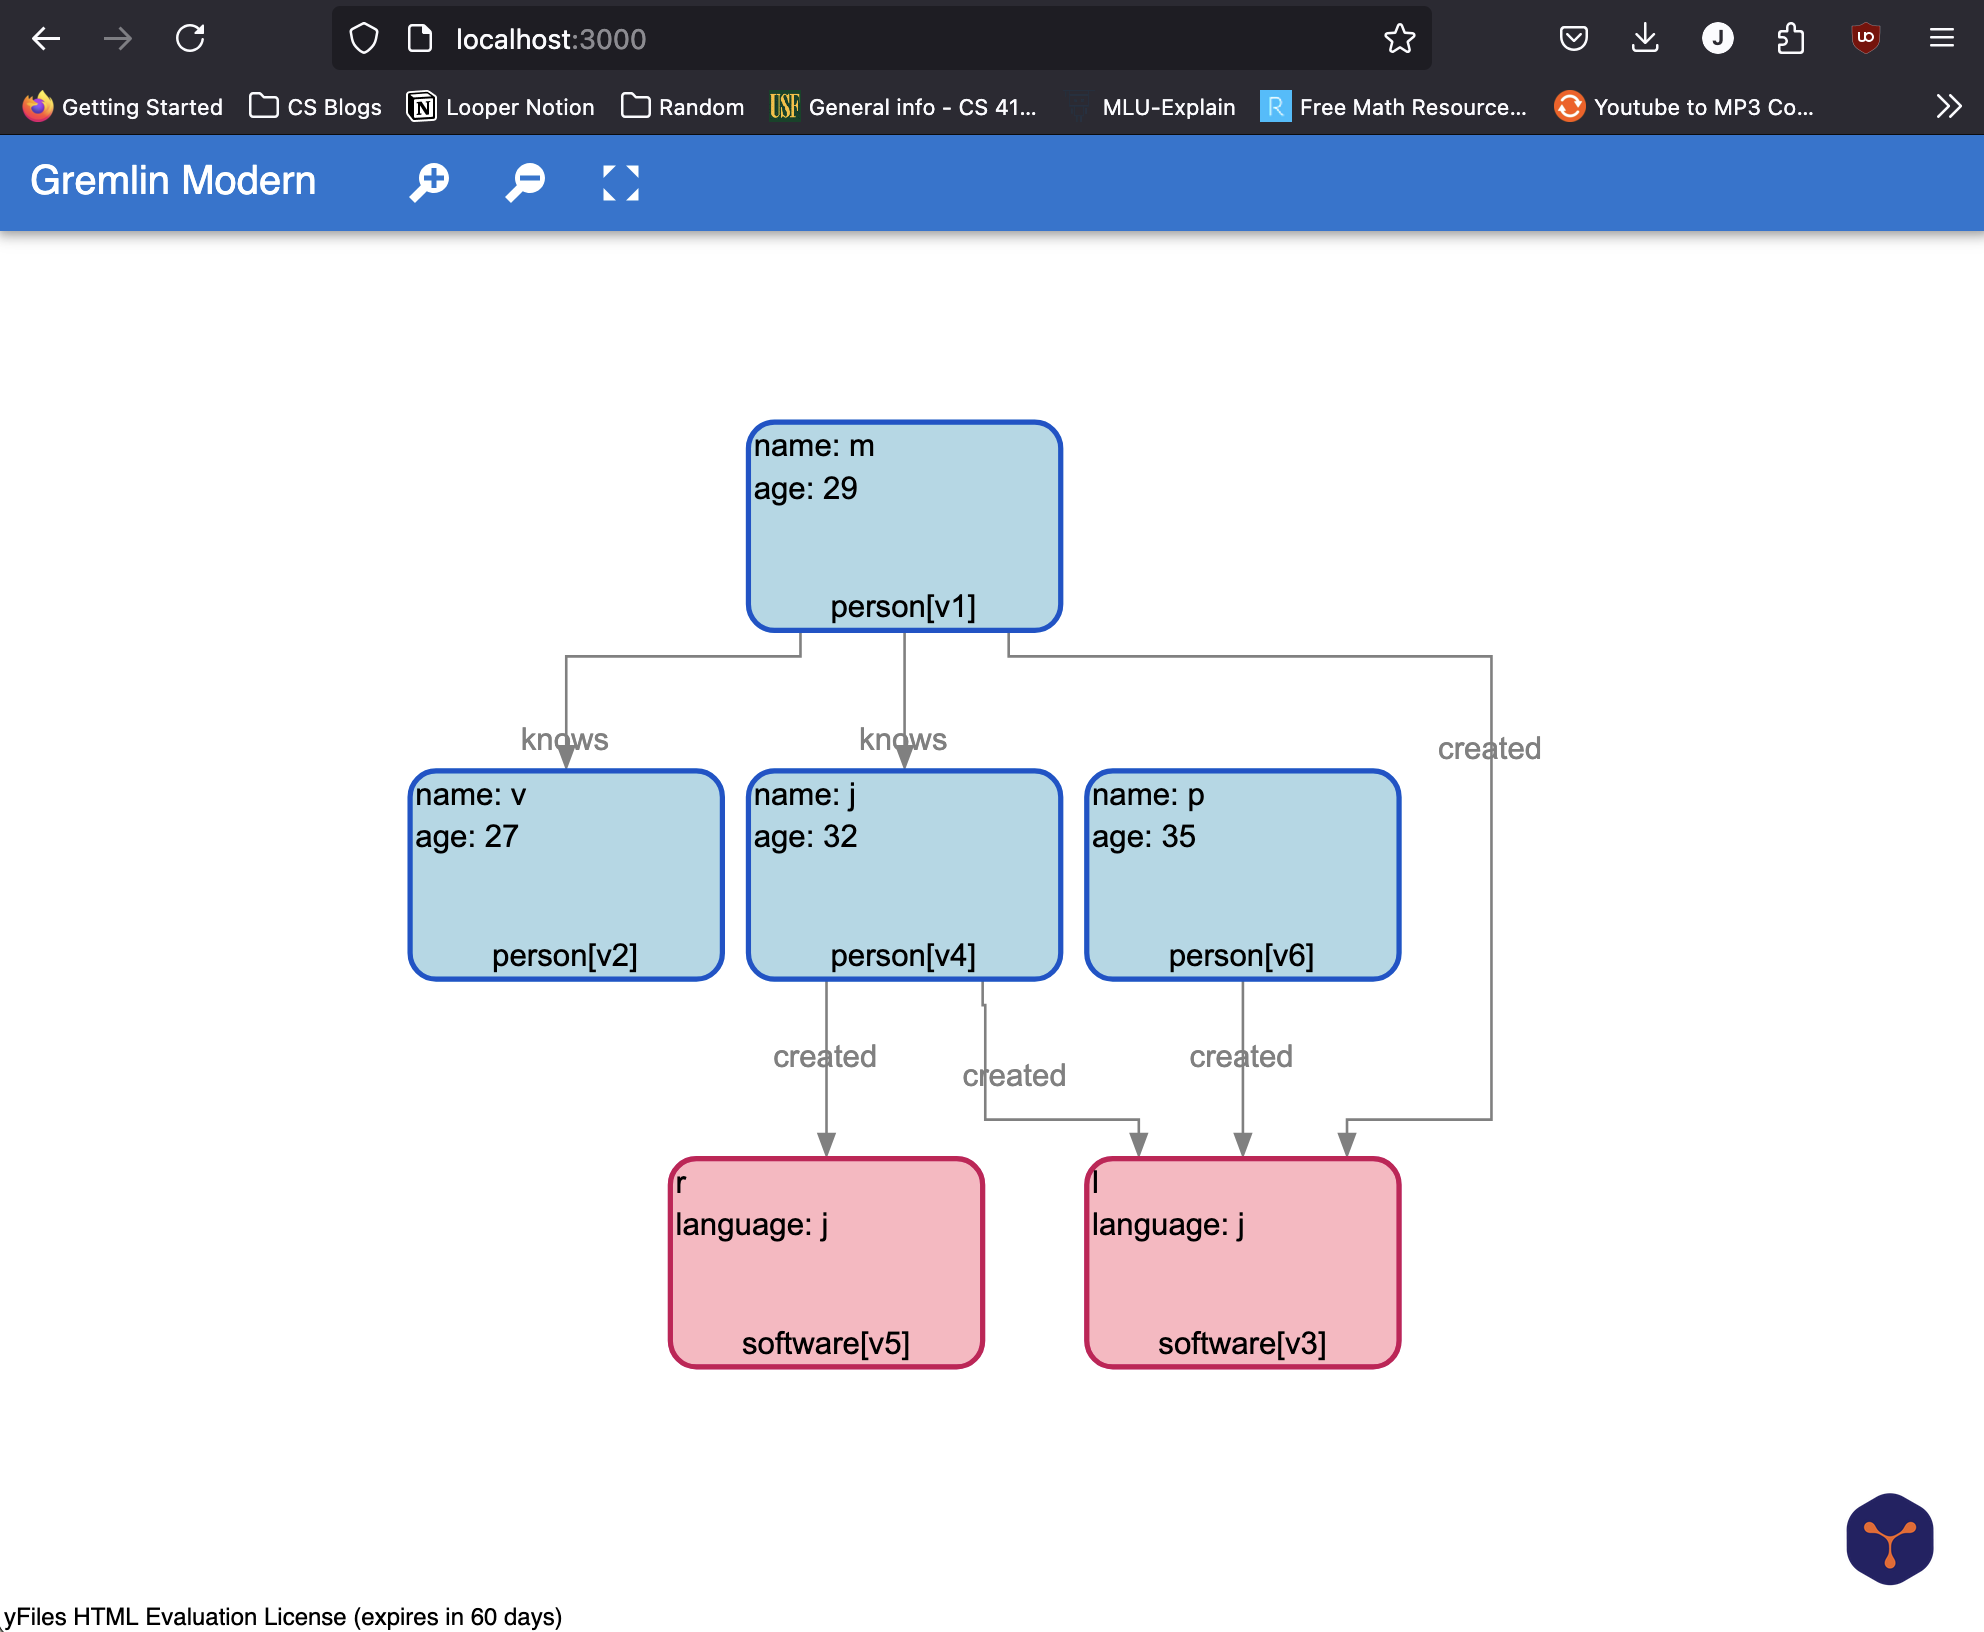 localhost:3000
J
Getting Started
CS Blogs
Looper Notion
Random
USF General info - CS 41...
MLU-Explain
R Free Math Resource...
Youtube to MP3 Co...
Gremlin Modern
name: m
age: 29
person[v1]
knows
knows
created
name: v
age: 27
person[v2]
name: j
age: 32
person[v4]
name: p
age: 35
person[v6]
created
created
created
r
language: j
software[v5]
l
language: j
software[v3]
yFiles HTML Evaluation License (expires in 60 days)